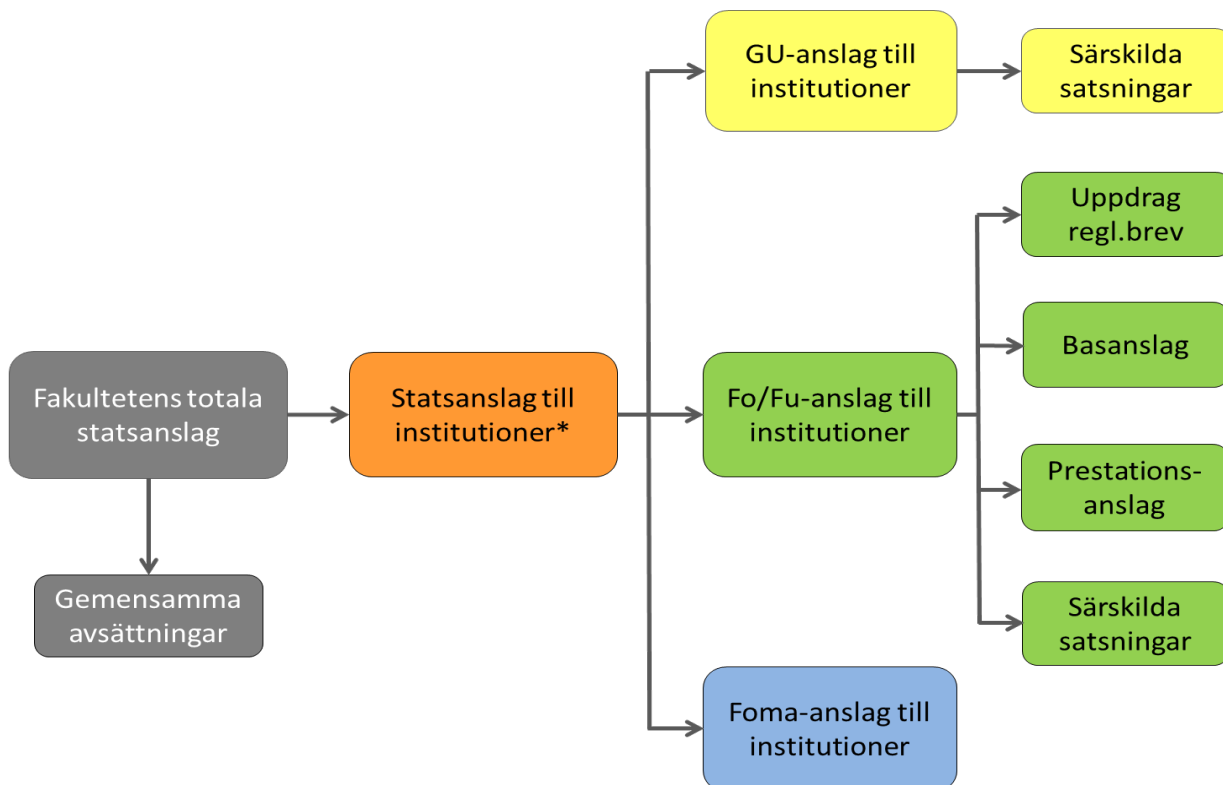 GU-anslag till
institutioner
Särskilda
satsningar
Uppdrag
regl.brev
Basanslag
Fakultetens totala
statsanslag
Statsanslag till
institutioner*
Fo/Fu-anslag till
institutioner
Prestations-
anslag
Gemensamma
avsättningar
Särskilda
satsningar
Foma-anslag till
institutioner